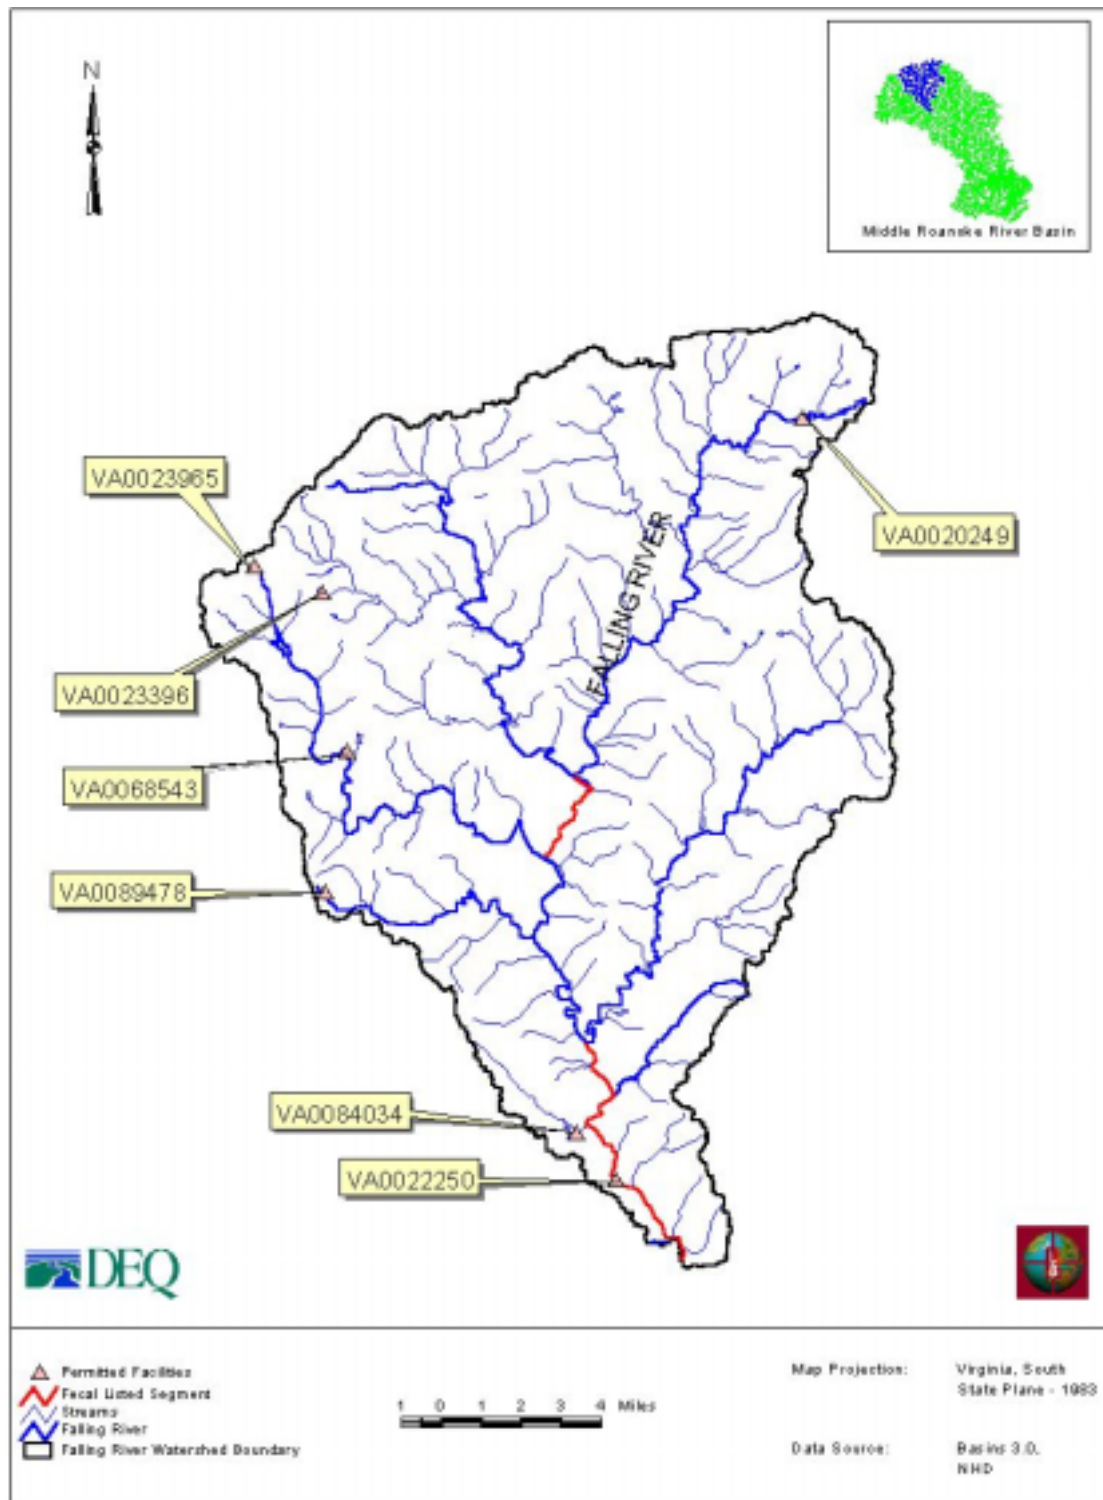 N
Middle Roanoke River Basin
VA0023965
VA0020249
FALLING RIVER
VA0023396
VA0068543
VA0089478
VA0084034
VA0022250
DEQ
Permitted Facilities
Fecal Listed Segment
Streams
Falling River
Falling River Watershed Boundary
1 0 1 2 3 4 Miles
Map Projection: Virginia, South
State Plane - 1983
Data Source: Basins 3.0,
NHD